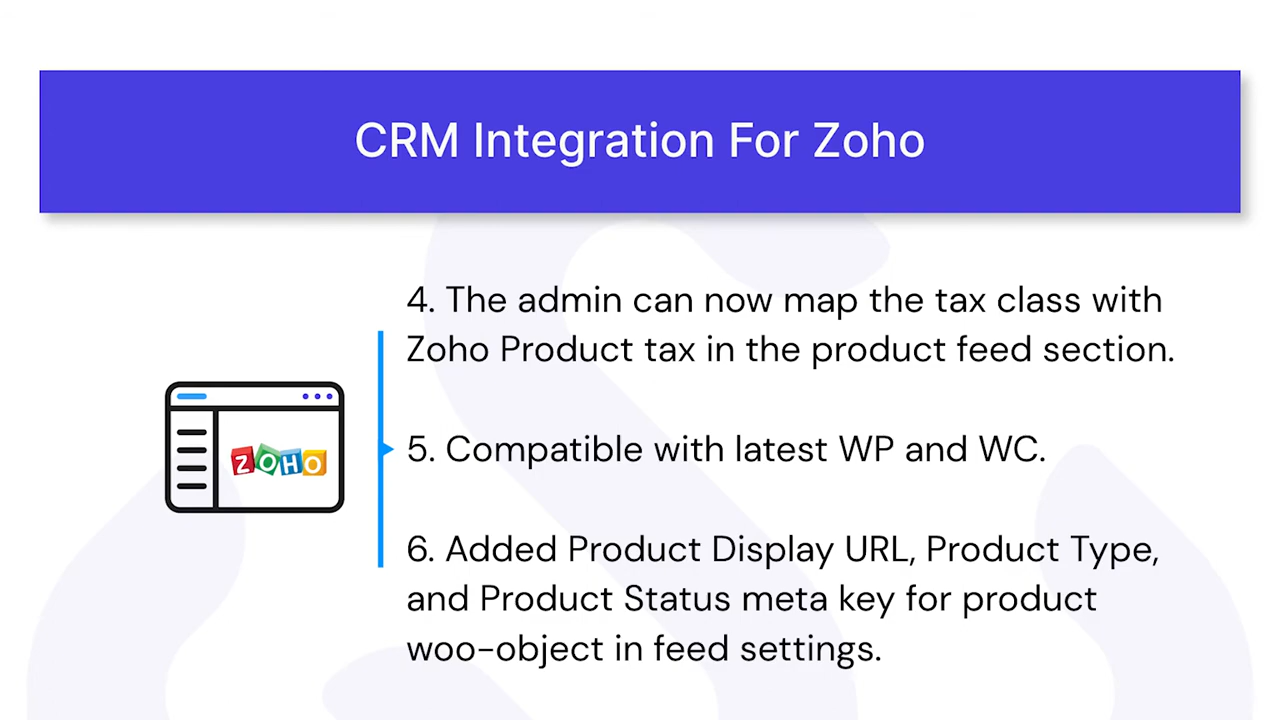 CRM Integration For Zoho
4. The admin can now map the tax class with
Zoho Product tax in the product feed section.
ZOHO
5. Compatible with latest WP and WC.
6. Added Product Display URL, Product Type,
and Product Status meta key for product
woo-object in feed settings.